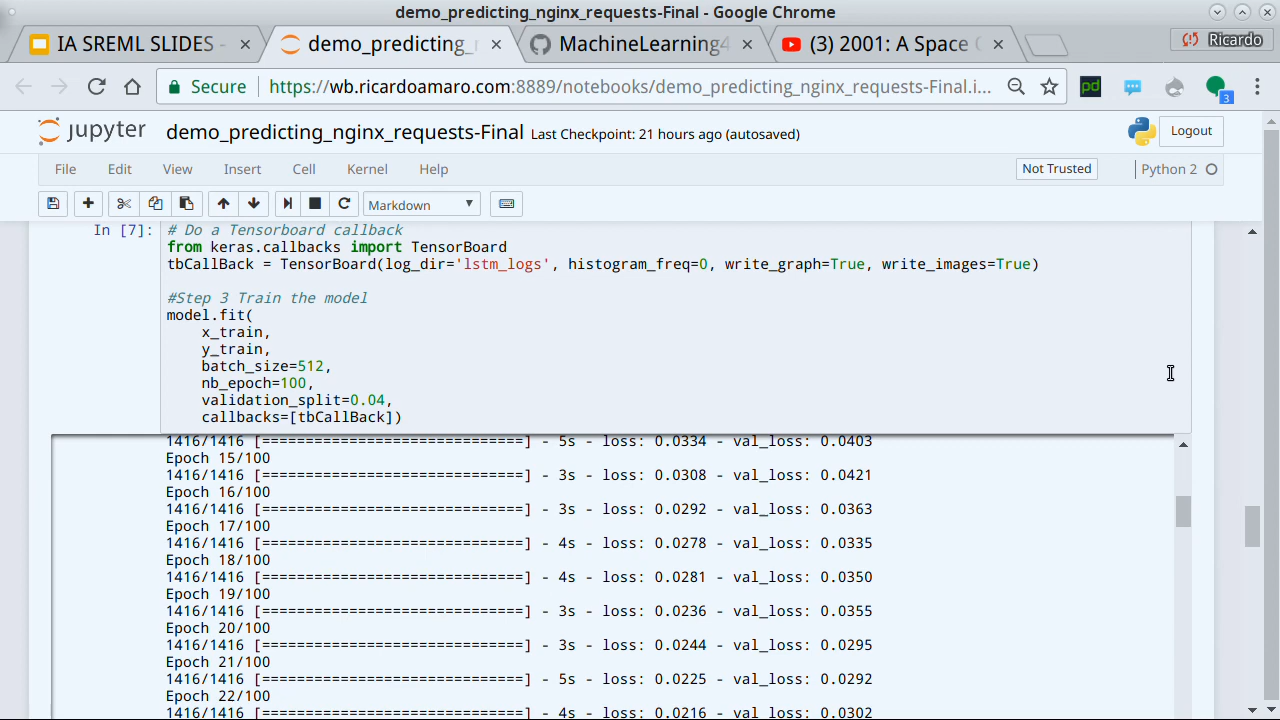 demo_predicting_nginx_requests-Final - Google Chrome
IA SREML SLIDES -
demo_predicting_
MachineLearning4
(3) 2001: A Space
Ricardo
Secure
https://wb.ricardoamaro.com:8889/notebooks/demo_predicting_nginx_requests-Final.i...
pd
3
jupyter
demo_predicting_nginx_requests-Final Last Checkpoint: 21 hours ago (autosaved)
Logout
File Edit View Insert Cell Kernel Help
Not Trusted
Python 2
Markdown
In [7]:
# Do a Tensorboard callback
from keras.callbacks import TensorBoard
tbCallBack = TensorBoard(log_dir='lstm_logs', histogram_freq=0, write_graph=True, write_images=True)
#Step 3 Train the model
model.fit(
x_train,
y_train,
batch_size=512,
nb_epoch=100,
validation_split=0.04,
callbacks=[tbCallBack])
1416/1416 [==============================] - 5s - loss: 0.0334 - val_loss: 0.0403
Epoch 15/100
1416/1416 [==============================] - 3s - loss: 0.0308 - val_loss: 0.0421
Epoch 16/100
1416/1416 [==============================] - 3s - loss: 0.0292 - val_loss: 0.0363
Epoch 17/100
1416/1416 [==============================] - 4s - loss: 0.0278 - val_loss: 0.0335
Epoch 18/100
1416/1416 [==============================] - 4s - loss: 0.0281 - val_loss: 0.0350
Epoch 19/100
1416/1416 [==============================] - 3s - loss: 0.0236 - val_loss: 0.0355
Epoch 20/100
1416/1416 [==============================] - 3s - loss: 0.0244 - val_loss: 0.0295
Epoch 21/100
1416/1416 [==============================] - 5s - loss: 0.0225 - val_loss: 0.0292
Epoch 22/100
1416/1416 [==============================] - 4s - loss: 0.0216 - val_loss: 0.0302